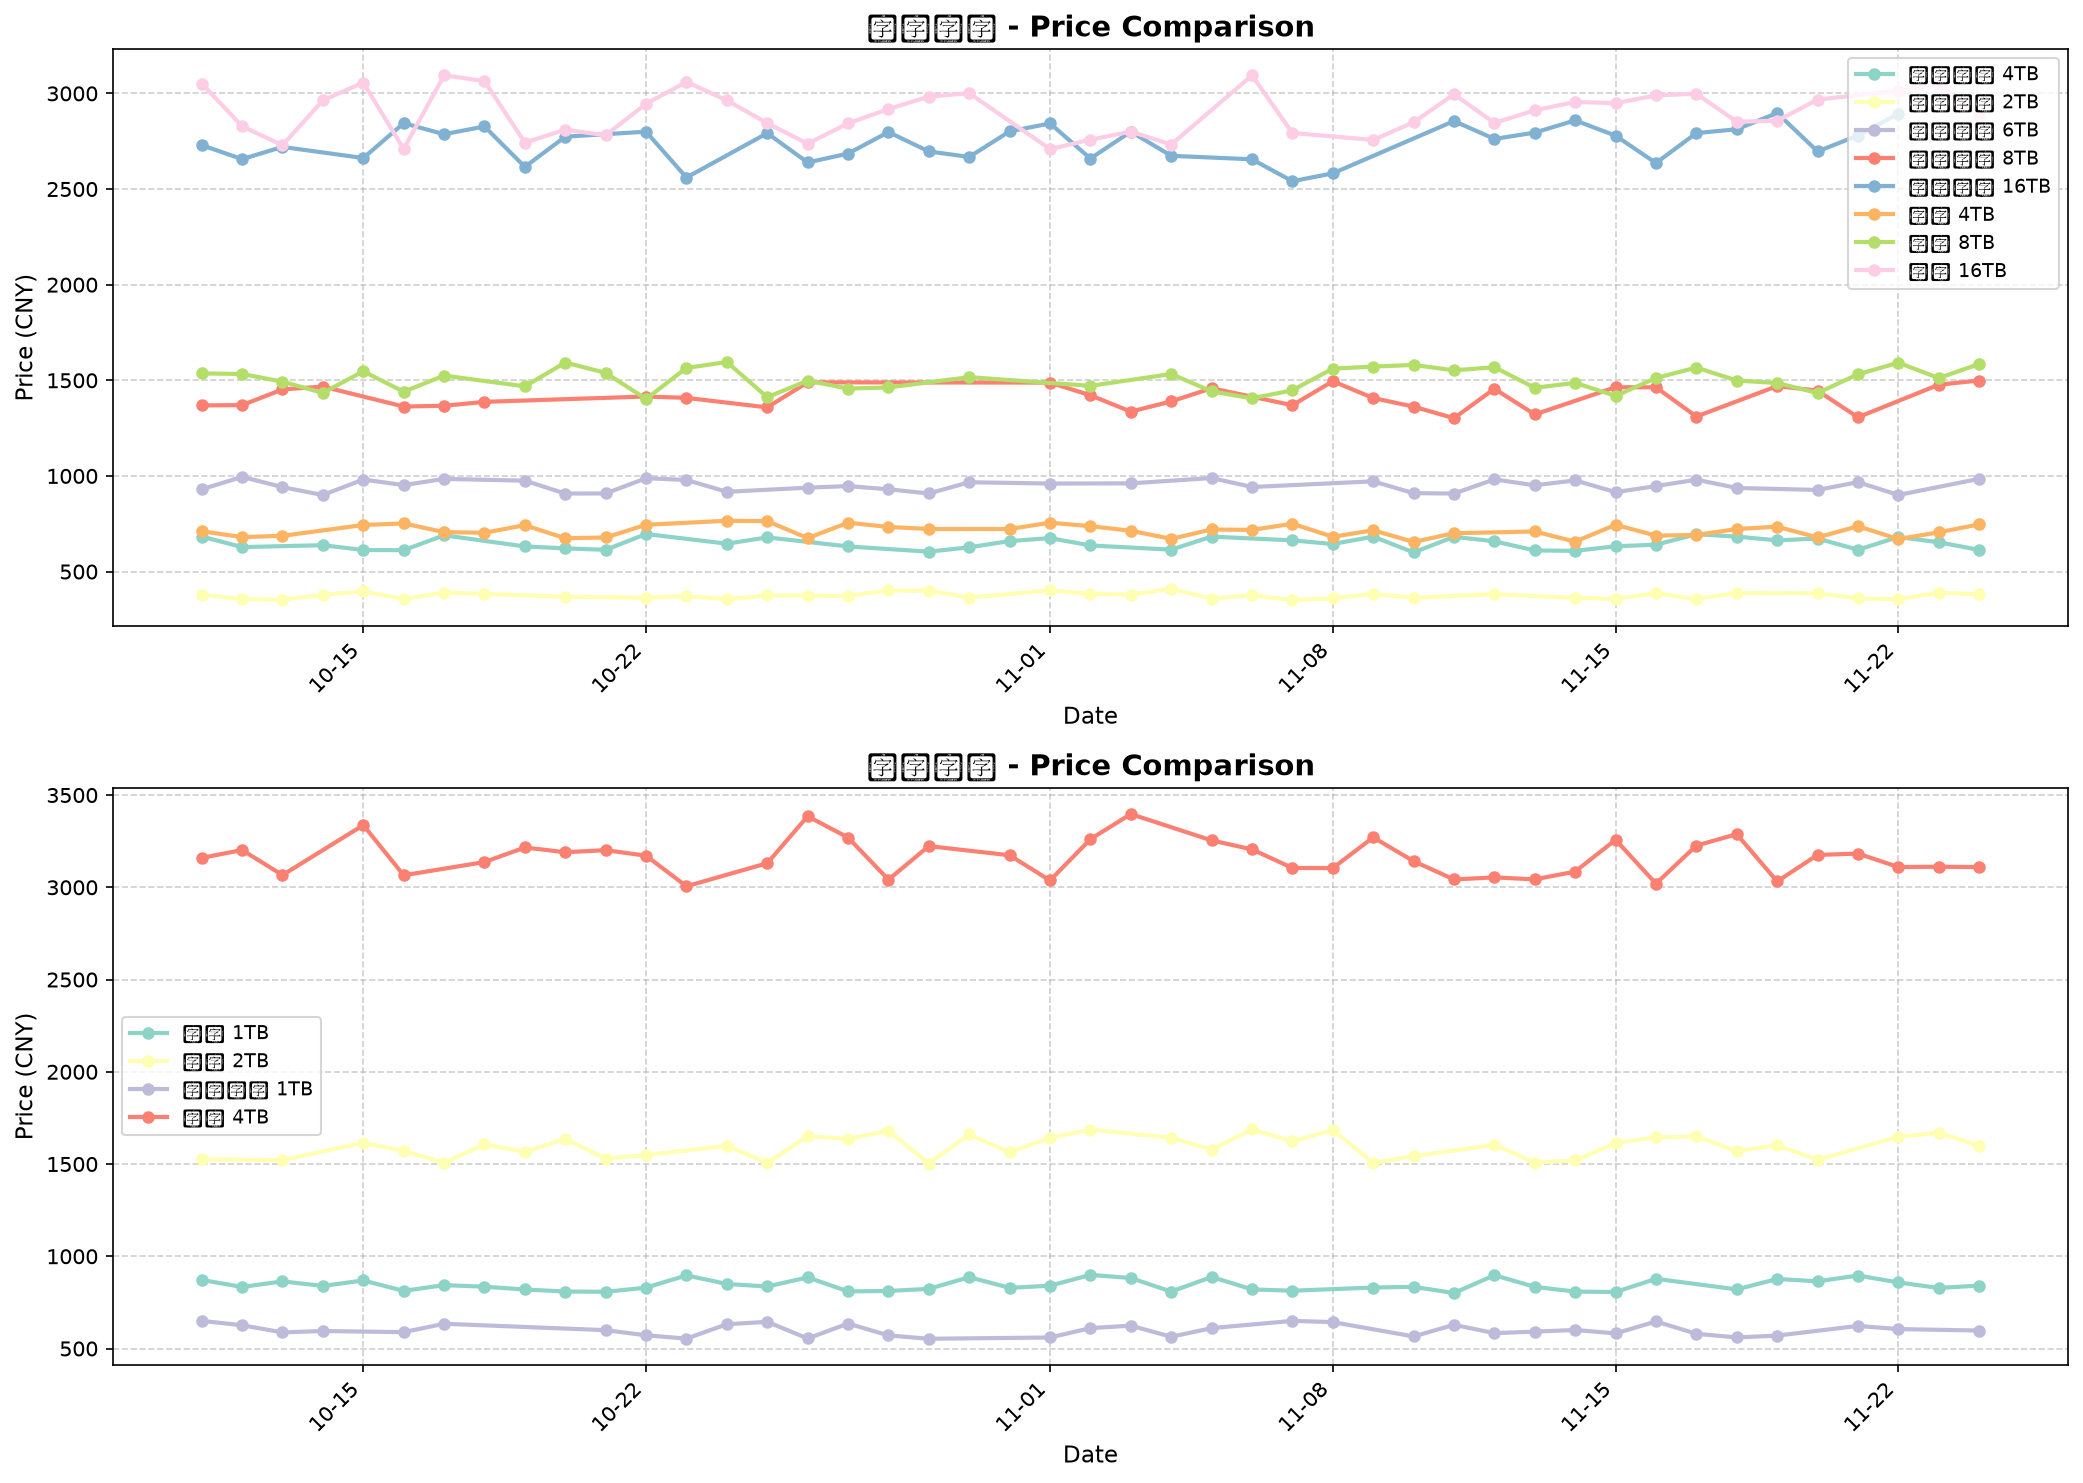 - Price Comparison
3000
2500
2000
1500
1000
500
Price (CNY)
4TB
2TB
6TB
8TB
16TB
4TB
8TB
16TB
10-15
10-22
11-01
11-08
11-15
11-22
Date
- Price Comparison
3500
3000
2500
2000
1500
1000
500
Price (CNY)
1TB
2TB
1TB
4TB
10-15
10-22
11-01
11-08
11-15
11-22
Date